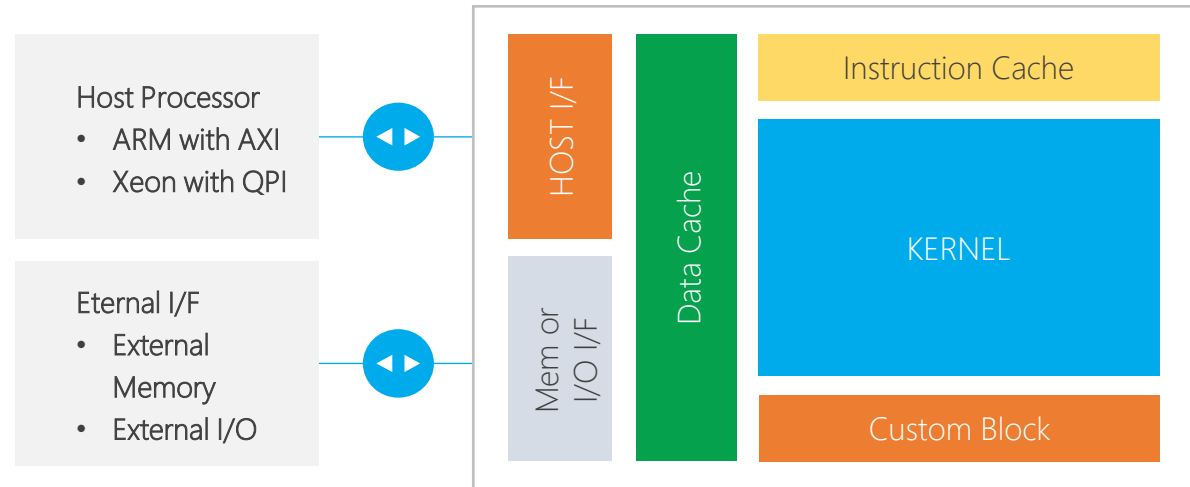 Host Processor
• ARM with AXI
• Xeon with QPI
Eternal I/F
• External
Memory
• External I/O
HOST I/F
Mem or
I/O I/F
Data Cache
Instruction Cache
KERNEL
Custom Block